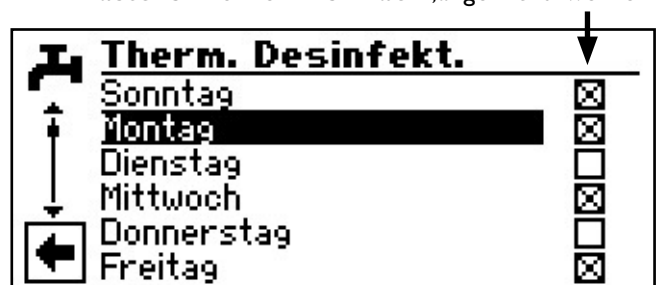 Therm. Desinfekt.
Sonntag
Montag
Dienstag
Mittwoch
Donnerstag
Freitag